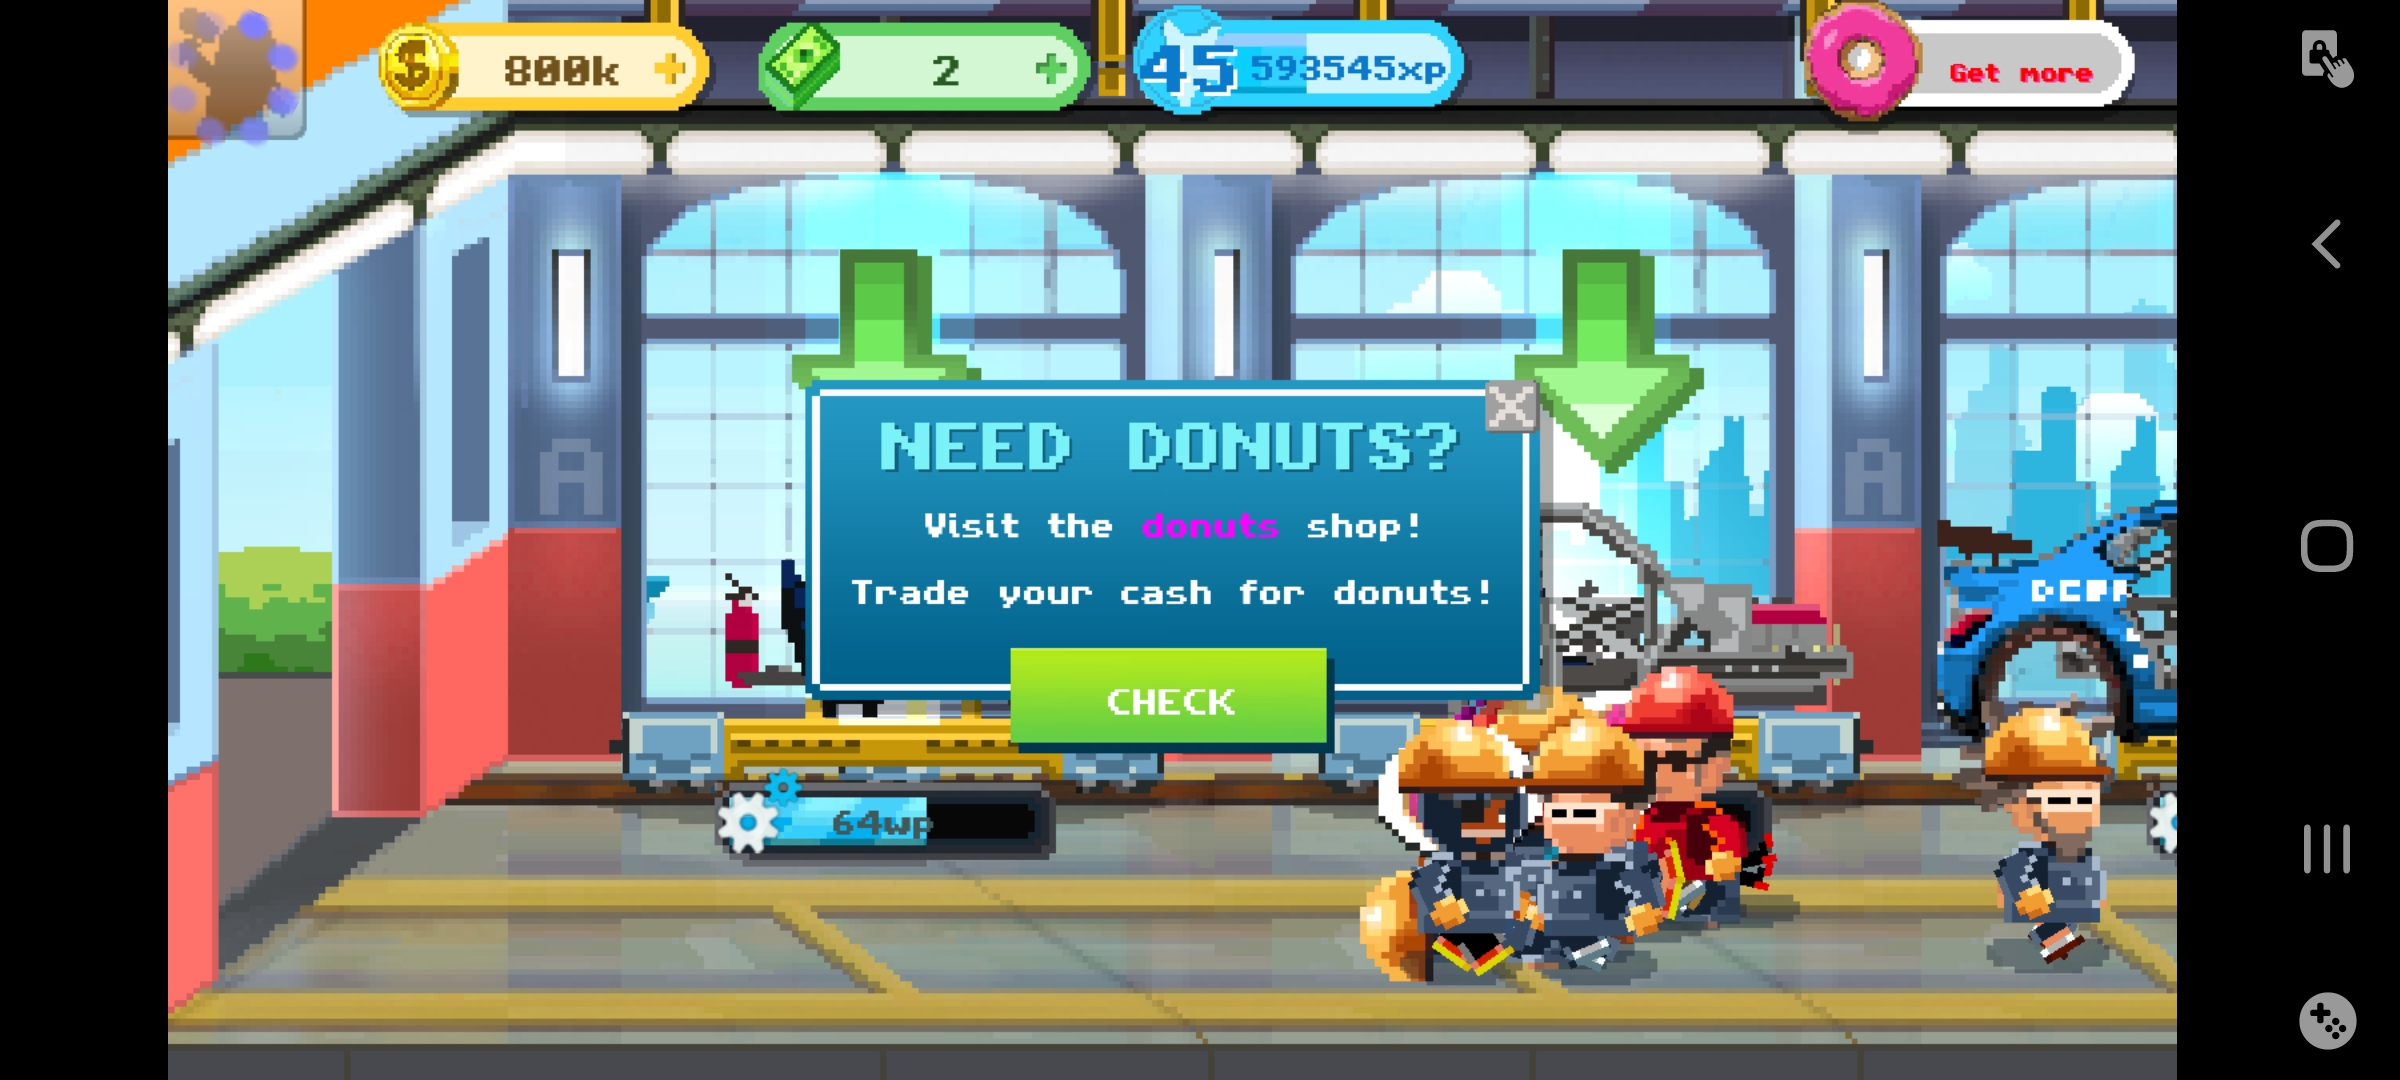 800k
2
45 593545xp
Get more
A
A
NEED DONUTS?
Visit the donuts shop!
Trade your cash for donuts!
CHECK
64wp